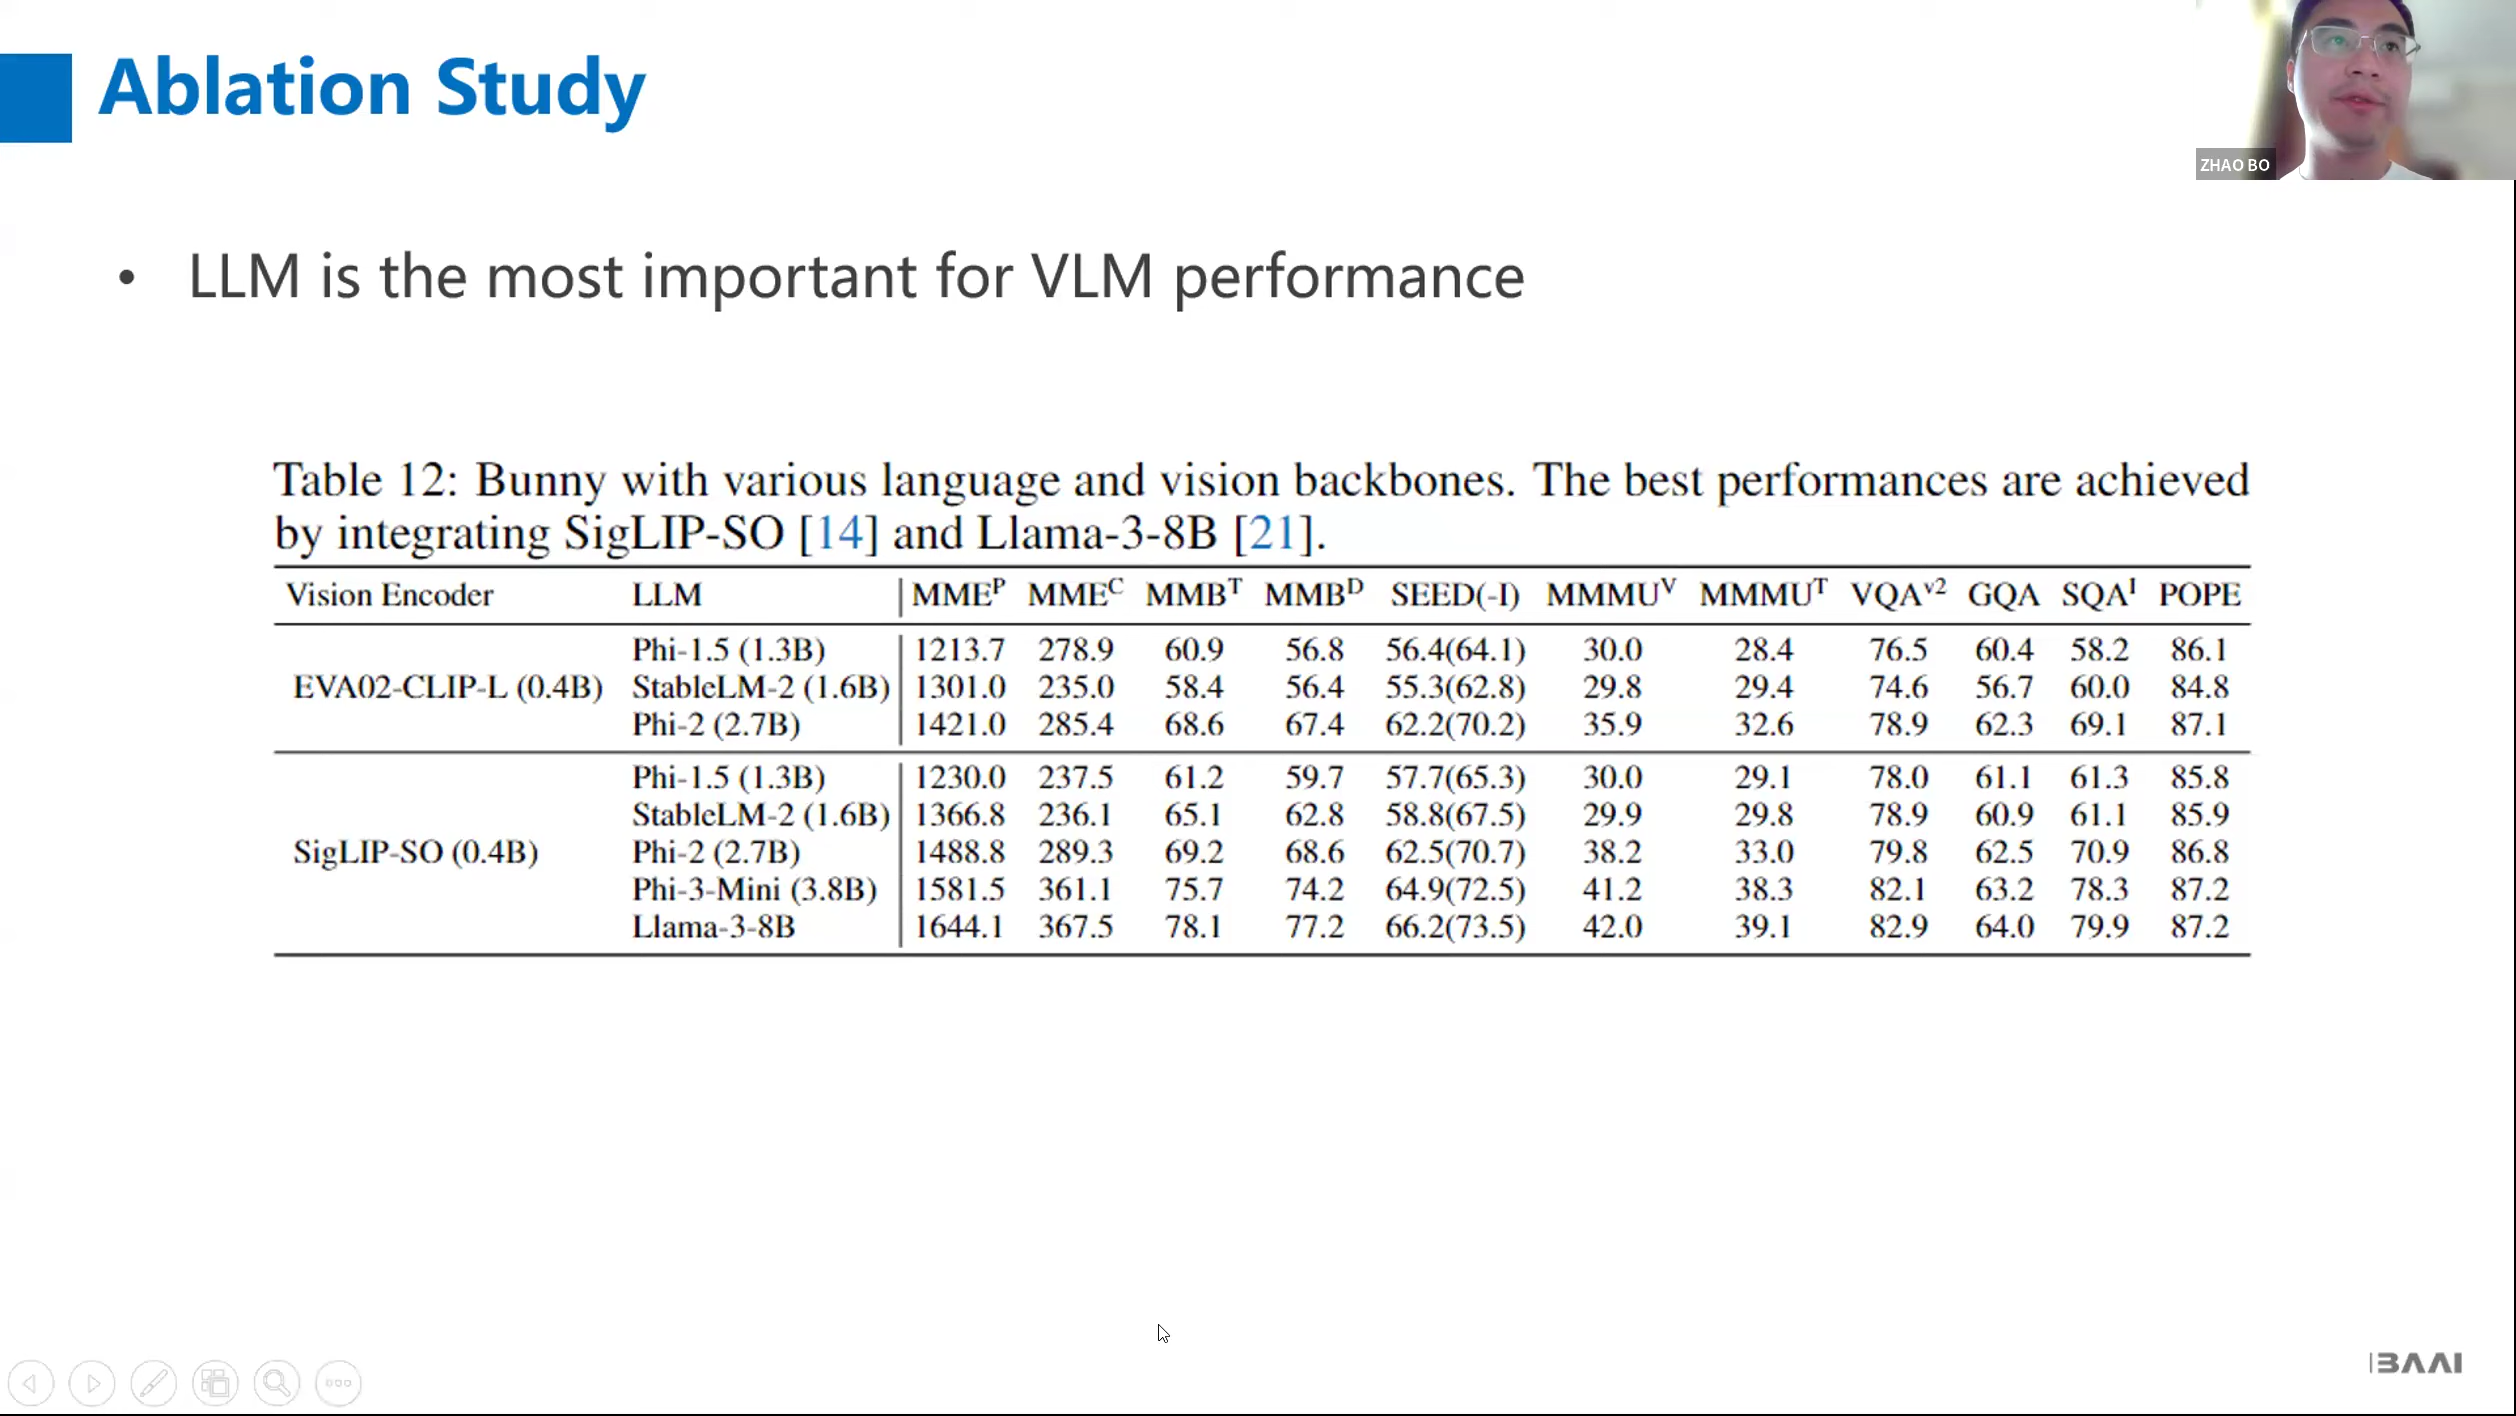 Ablation Study
ZHAO BO
• LLM is the most important for VLM performance
Table 12: Bunny with various language and vision backbones. The best performances are achieved
by integrating SigLIP-SO [14] and Llama-3-8B [21].
Vision Encoder LLM MMEᴾ MMEᶜ MMBᵀ MMBᴰ SEED(-I) MMMUⱽ MMMUᵀ VQAᵛ² GQA SQAᴵ POPE
Phi-1.5 (1.3B) 1213.7 278.9 60.9 56.8 56.4(64.1) 30.0 28.4 76.5 60.4 58.2 86.1
EVA02-CLIP-L (0.4B) StableLM-2 (1.6B) 1301.0 235.0 58.4 56.4 55.3(62.8) 29.8 29.4 74.6 56.7 60.0 84.8
Phi-2 (2.7B) 1421.0 285.4 68.6 67.4 62.2(70.2) 35.9 32.6 78.9 62.3 69.1 87.1
Phi-1.5 (1.3B) 1230.0 237.5 61.2 59.7 57.7(65.3) 30.0 29.1 78.0 61.1 61.3 85.8
StableLM-2 (1.6B) 1366.8 236.1 65.1 62.8 58.8(67.5) 29.9 29.8 78.9 60.9 61.1 85.9
SigLIP-SO (0.4B) Phi-2 (2.7B) 1488.8 289.3 69.2 68.6 62.5(70.7) 38.2 33.0 79.8 62.5 70.9 86.8
Phi-3-Mini (3.8B) 1581.5 361.1 75.7 74.2 64.9(72.5) 41.2 38.3 82.1 63.2 78.3 87.2
Llama-3-8B 1644.1 367.5 78.1 77.2 66.2(73.5) 42.0 39.1 82.9 64.0 79.9 87.2
BAAI